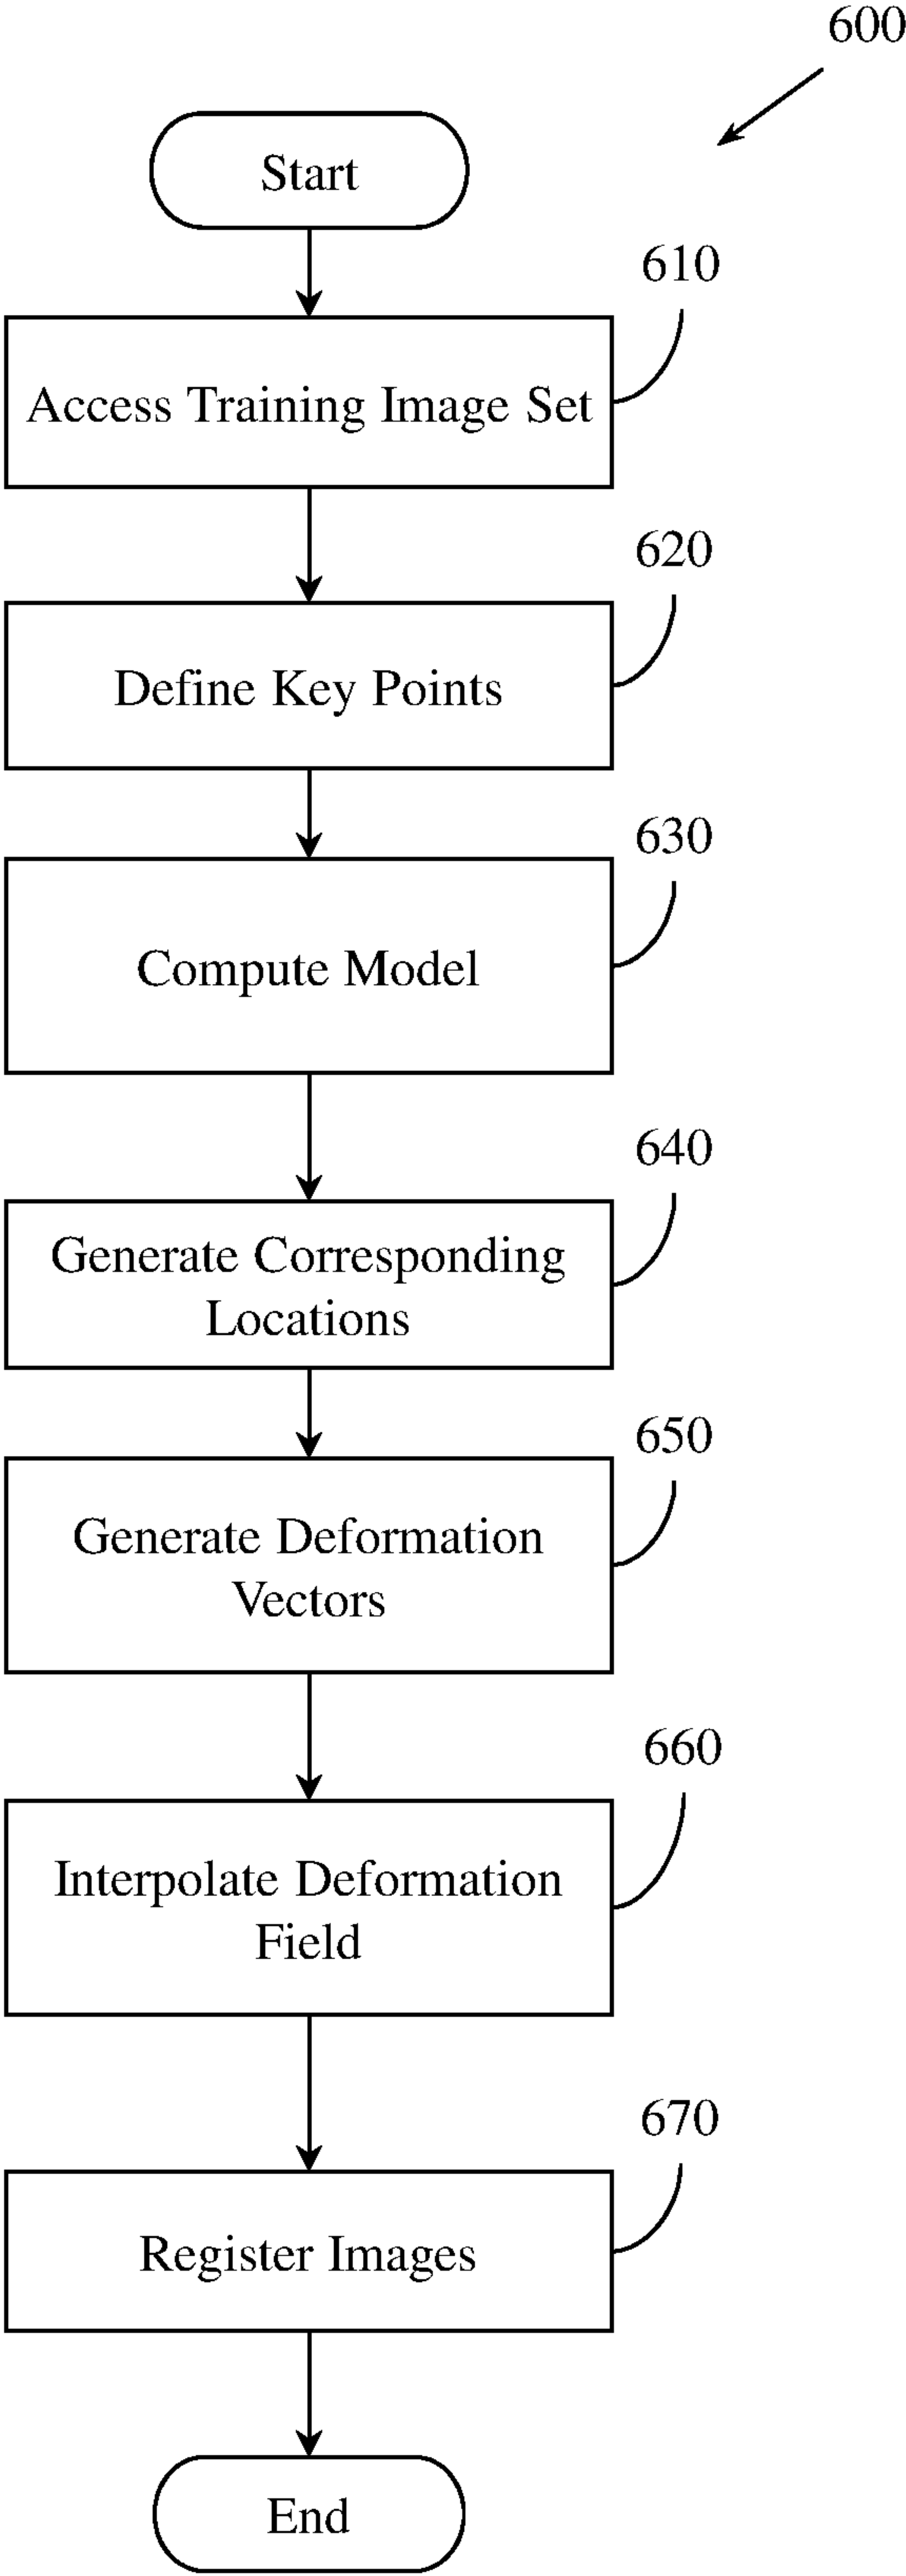 600
Start
610
Access Training Image Set
620
Define Key Points
630
Compute Model
640
Generate Corresponding
Locations
650
Generate Deformation
Vectors
660
Interpolate Deformation
Field
670
Register Images
End